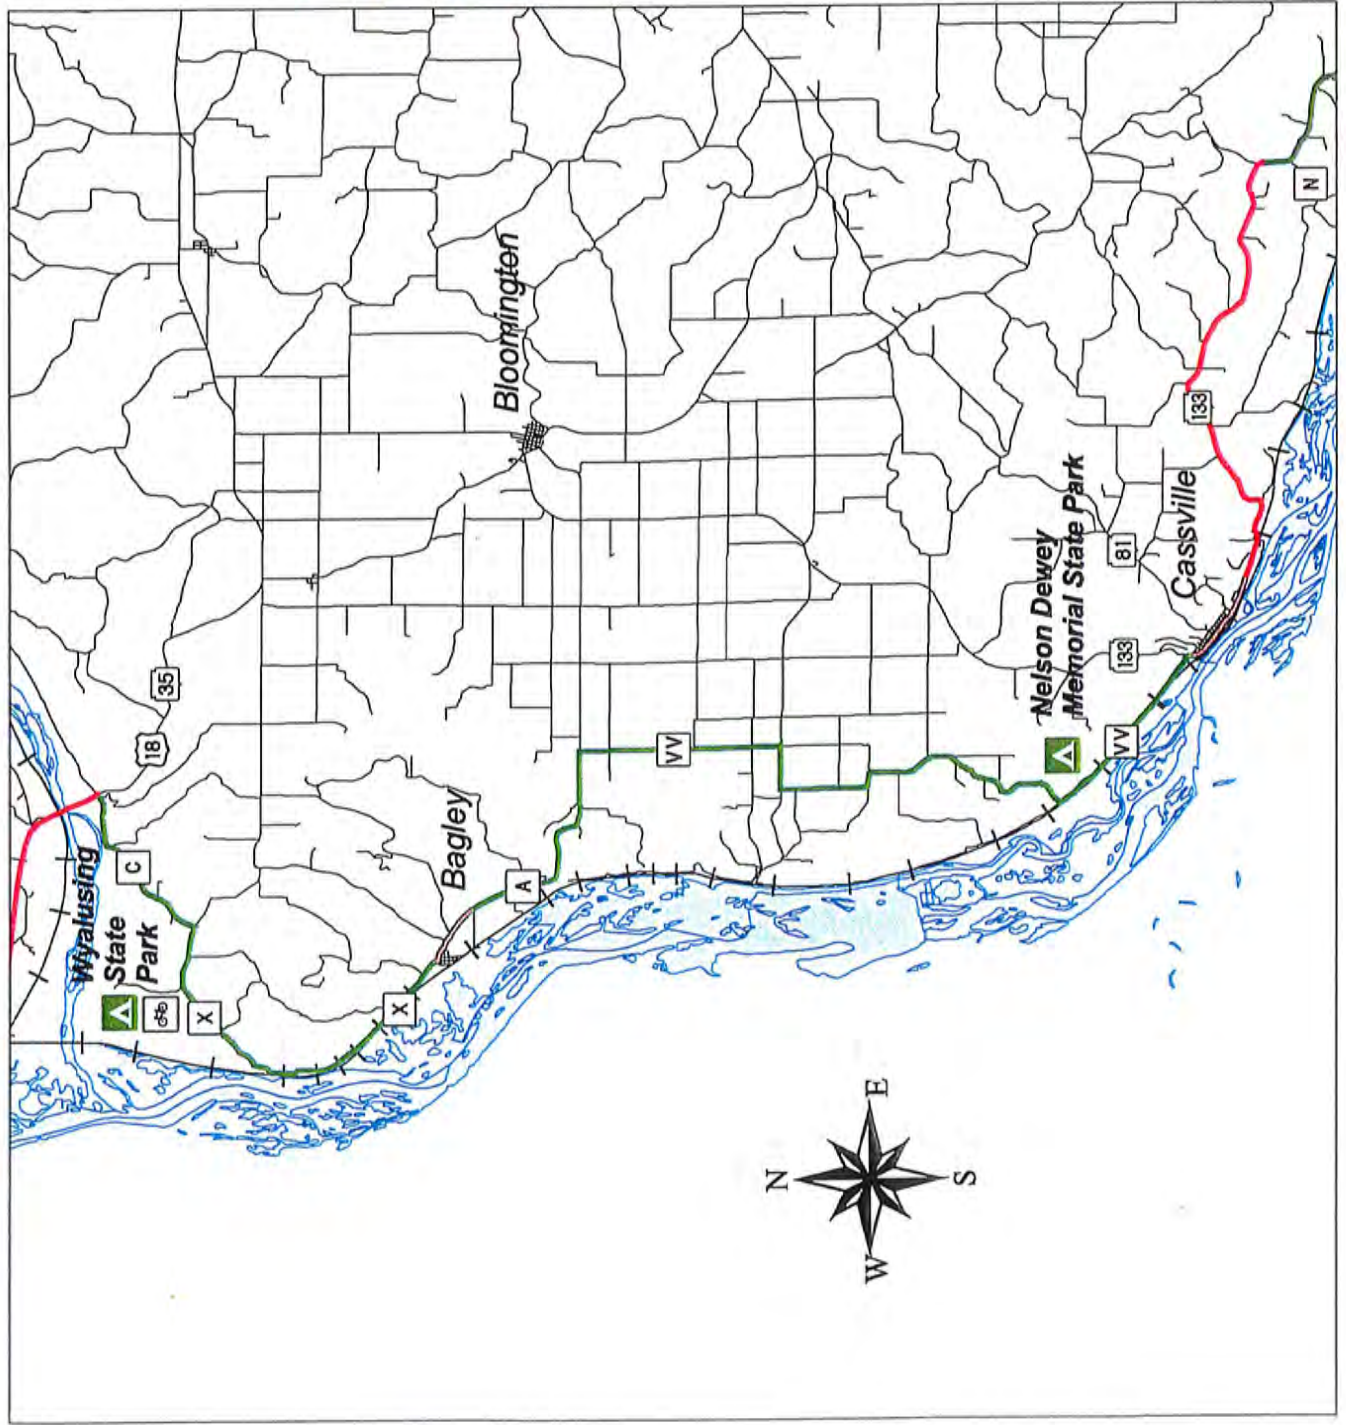 Wyalusing
State
Park
C
X
18
35
X
Bagley
A
Bloomington
VV
Nelson Dewey
Memorial State Park
VV
133
81
Cassville
133
N
N
E
S
W